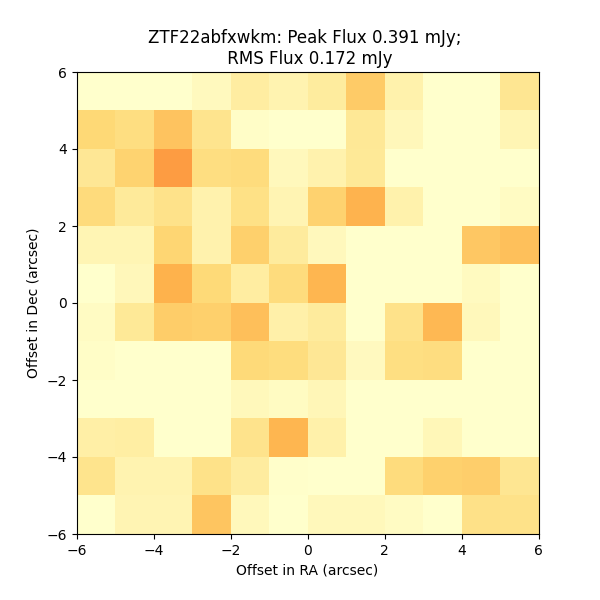 ZTF22abfxwkm: Peak Flux 0.391 mJy;
RMS Flux 0.172 mJy
6
4
2
0
−2
−4
−6
Offset in Dec (arcsec)
−6 −4 −2 0 2 4 6
Offset in RA (arcsec)